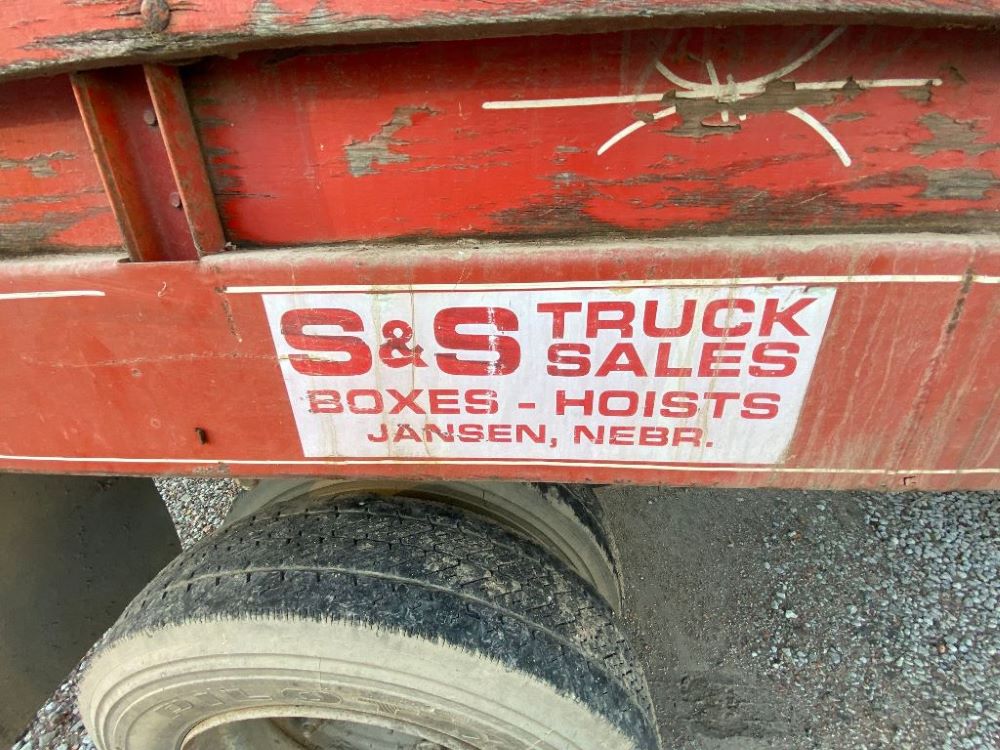 S&S TRUCK
SALES
BOXES - HOISTS
JANSEN, NEBR.